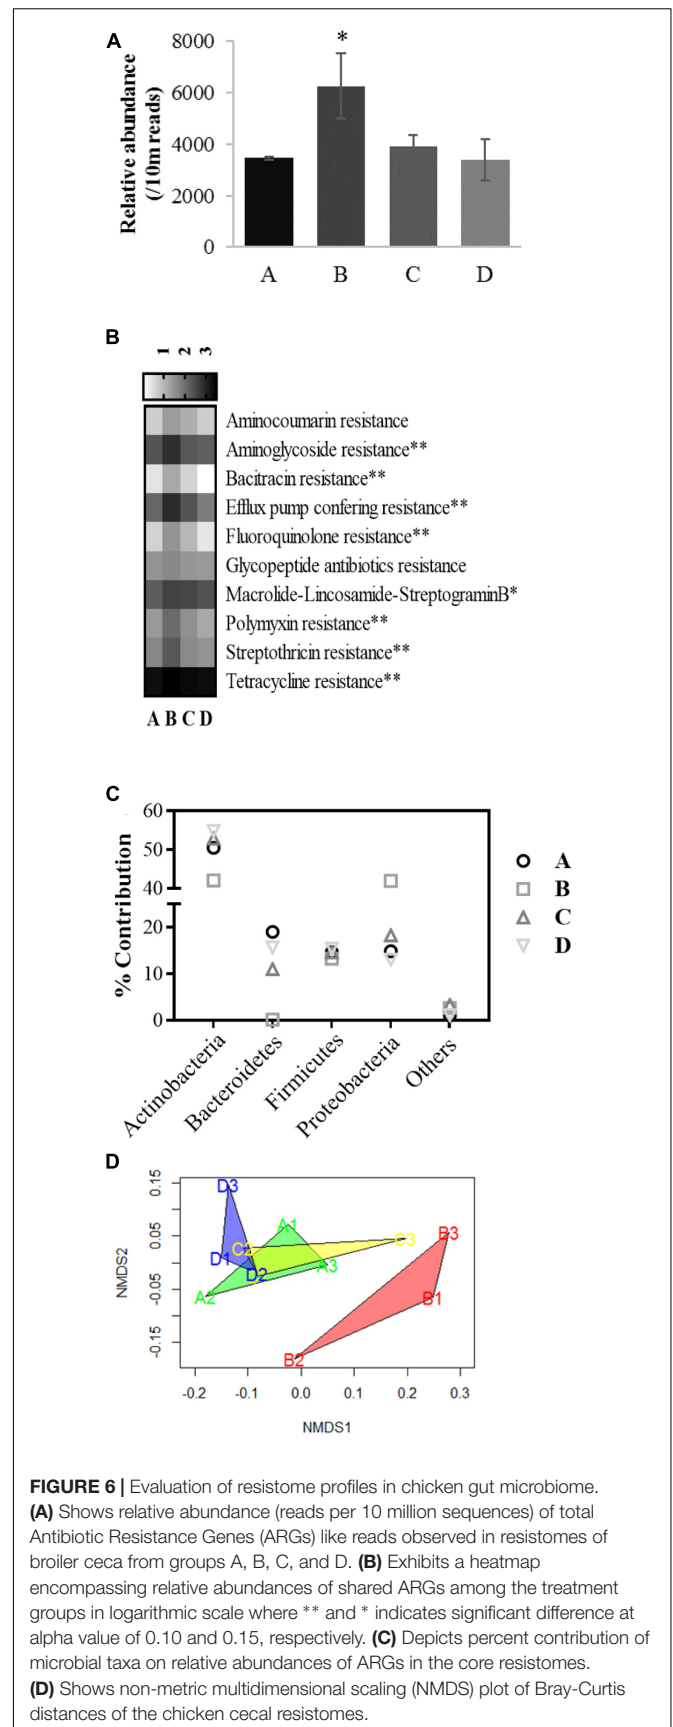 A
8000
6000
4000
2000
0
Relative abundance
(/10m reads)
*
A B C D
B
1 2 3
Aminocoumarin resistance
Aminoglycoside resistance**
Bacitracin resistance**
Efflux pump confering resistance**
Fluoroquinolone resistance**
Glycopeptide antibiotics resistance
Macrolide-Lincosamide-StreptograminB*
Polymyxin resistance**
Streptothricin resistance**
Tetracycline resistance**
A B C D
C
60
50
40
20
10
0
% Contribution
A
B
C
D
Actinobacteria
Bacteroidetes
Firmicutes
Proteobacteria
Others
D
0.15
0.05
-0.05
-0.15
NMDS2
D3
A1
C2
C3
B3
D1
D2
A3
A2
B1
B2
-0.2 -0.1 0.0 0.1 0.2 0.3
NMDS1
FIGURE 6 | Evaluation of resistome profiles in chicken gut microbiome.
(A) Shows relative abundance (reads per 10 million sequences) of total
Antibiotic Resistance Genes (ARGs) like reads observed in resistomes of
broiler ceca from groups A, B, C, and D. (B) Exhibits a heatmap
encompassing relative abundances of shared ARGs among the treatment
groups in logarithmic scale where ** and * indicates significant difference at
alpha value of 0.10 and 0.15, respectively. (C) Depicts percent contribution of
microbial taxa on relative abundances of ARGs in the core resistomes.
(D) Shows non-metric multidimensional scaling (NMDS) plot of Bray-Curtis
distances of the chicken cecal resistomes.